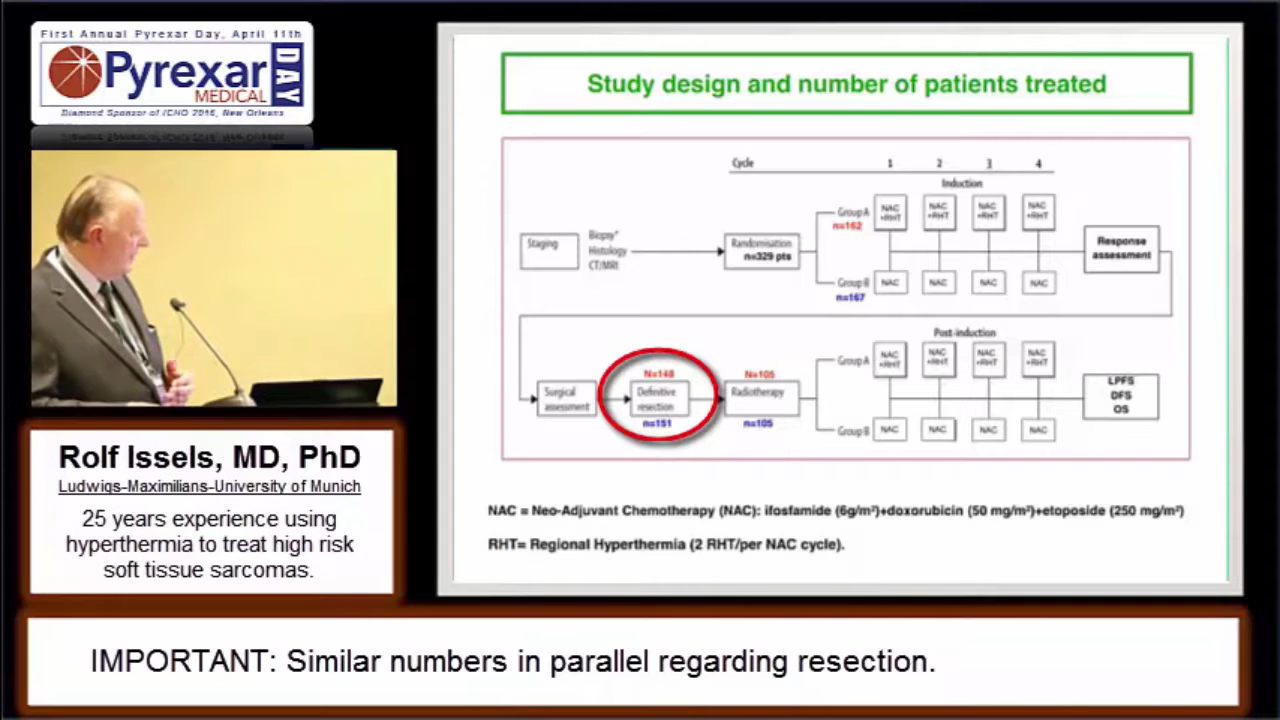 First Annual Pyrexar Day, April 11th
Pyrexar
MEDICAL
DAY
Diamond Sponsor of ICHO 2016, New Orleans
Study design and number of patients treated
Cycle 1 2 3 4
Induction
Group A
n=162
NAC +RHT NAC +RHT NAC +RHT NAC +RHT
Staging
Biopsy*
Histology
CT/MRI
Randomisation
n=329 pts
Response
assessment
Group B
n=167
NAC NAC NAC NAC
Post-induction
Group A
NAC +RHT NAC +RHT NAC +RHT NAC +RHT
Surgical
assessment
N=148
Definitive
resection
n=151
N=105
Radiotherapy
n=105
LPFS
DFS
OS
Group B
NAC NAC NAC NAC
NAC = Neo-Adjuvant Chemotherapy (NAC): ifosfamide (6g/m²)+doxorubicin (50 mg/m²)+etoposide (250 mg/m²)
RHT= Regional Hyperthermia (2 RHT/per NAC cycle).
Rolf Issels, MD, PhD
Ludwigs-Maximilians-University of Munich
25 years experience using
hyperthermia to treat high risk
soft tissue sarcomas.
IMPORTANT: Similar numbers in parallel regarding resection.